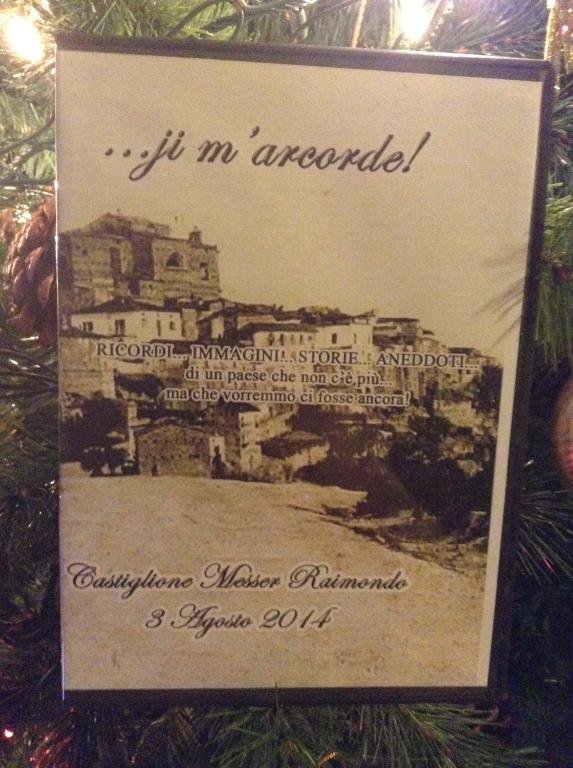 ...ji m'arcorde!
RICORDI... IMMAGINI...STORIE... ANEDDOTI...
di un paese che non c'è più...
ma che vorremmo ci fosse ancora!
Castiglione Messer Raimondo
3 Agosto 2014